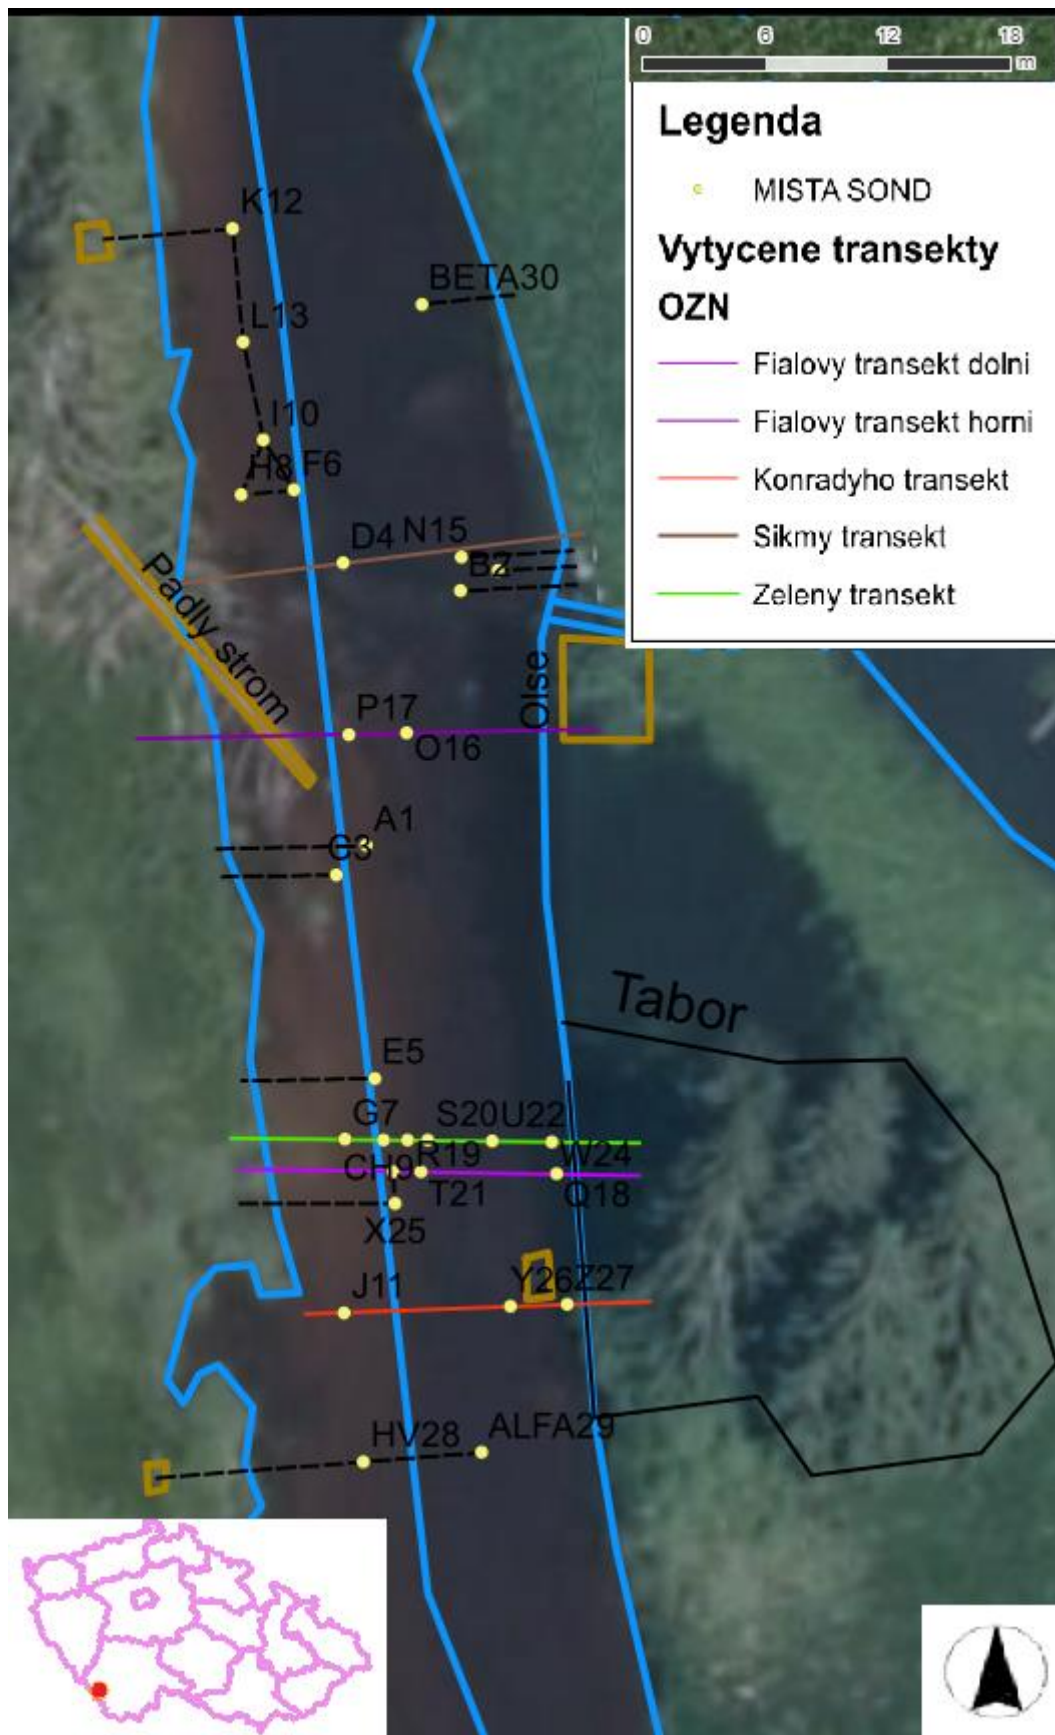 0 6 12 18
m
Legenda
MISTA SOND
Vytycene transekty
OZN
Fialovy transekt dolni
Fialovy transekt horni
Konradyho transekt
Sikmy transekt
Zeleny transekt
K12
BETA30
L13
I10
H8 F6
D4 N15
Padly strom
Olse
P17
O16
A1
C3
Tabor
E5
G7 S20 U22
CH9 R19 W24
T21 Q18
X25
J11 Y26 Z27
HV28 ALFA29